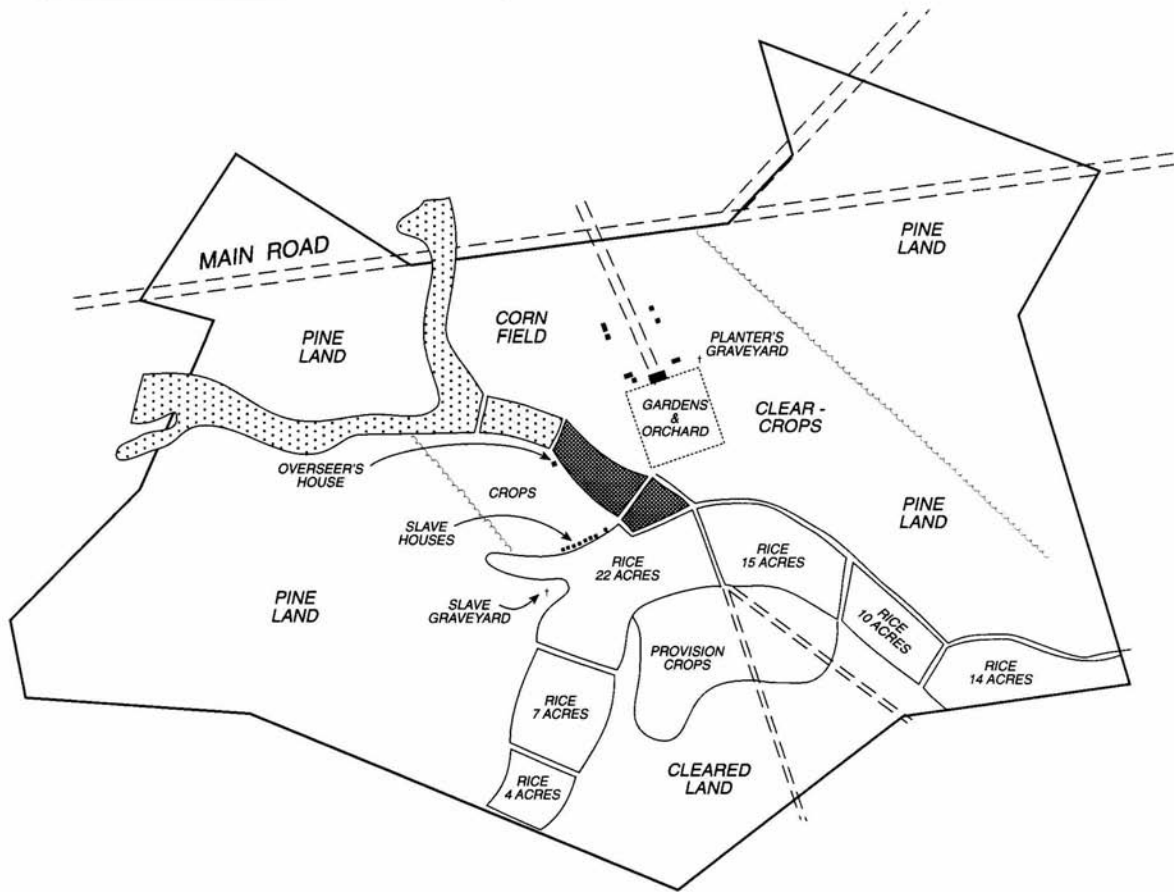 MAIN ROAD
PINE
LAND
PINE
LAND
CORN
FIELD
PLANTER'S
GRAVEYARD
GARDENS
&
ORCHARD
CLEAR -
CROPS
OVERSEER'S
HOUSE
CROPS
PINE
LAND
SLAVE
HOUSES
RICE
22 ACRES
RICE
15 ACRES
PINE
LAND
SLAVE
GRAVEYARD
RICE
10 ACRES
PROVISION
CROPS
RICE
14 ACRES
RICE
7 ACRES
CLEARED
LAND
RICE
4 ACRES